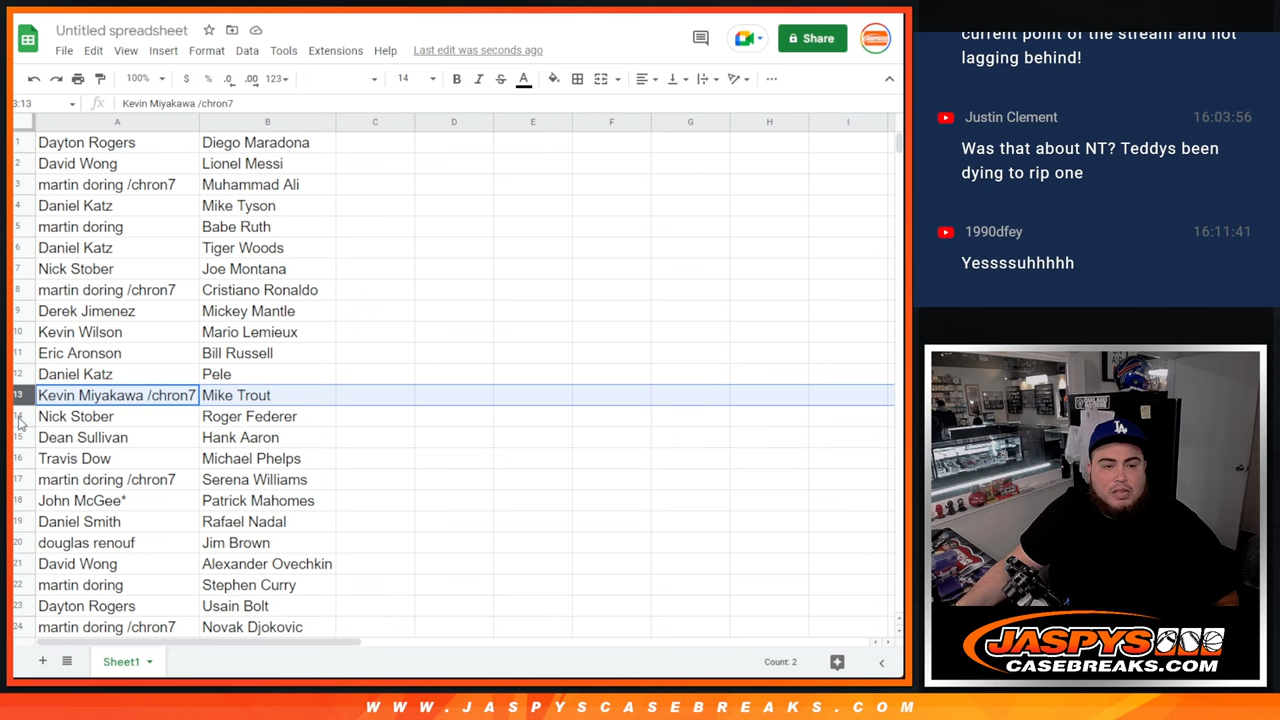 Untitled spreadsheet
File Edit View Insert Format Data Tools Extensions Help Last edit was seconds ago
Share
100% $ % .0 .00 123 14 B I S A
3:13 fx Kevin Miyakawa /chron7
A B C D E F G H I
1 Dayton Rogers Diego Maradona
2 David Wong Lionel Messi
3 martin doring /chron7 Muhammad Ali
4 Daniel Katz Mike Tyson
5 martin doring Babe Ruth
6 Daniel Katz Tiger Woods
7 Nick Stober Joe Montana
8 martin doring /chron7 Cristiano Ronaldo
9 Derek Jimenez Mickey Mantle
10 Kevin Wilson Mario Lemieux
11 Eric Aronson Bill Russell
12 Daniel Katz Pele
13 Kevin Miyakawa /chron7 Mike Trout
14 Nick Stober Roger Federer
15 Dean Sullivan Hank Aaron
16 Travis Dow Michael Phelps
17 martin doring /chron7 Serena Williams
18 John McGee* Patrick Mahomes
19 Daniel Smith Rafael Nadal
20 douglas renouf Jim Brown
21 David Wong Alexander Ovechkin
22 martin doring Stephen Curry
23 Dayton Rogers Usain Bolt
24 martin doring /chron7 Novak Djokovic
Sheet1
Count: 2
current point of the stream and not
lagging behind!
Justin Clement 16:03:56
Was that about NT? Teddys been
dying to rip one
1990dfey 16:11:41
Yessssuhhhhh
LA
JASPYS
CASEBREAKS.COM
WWW.JASPYSCASEBREAKS.COM